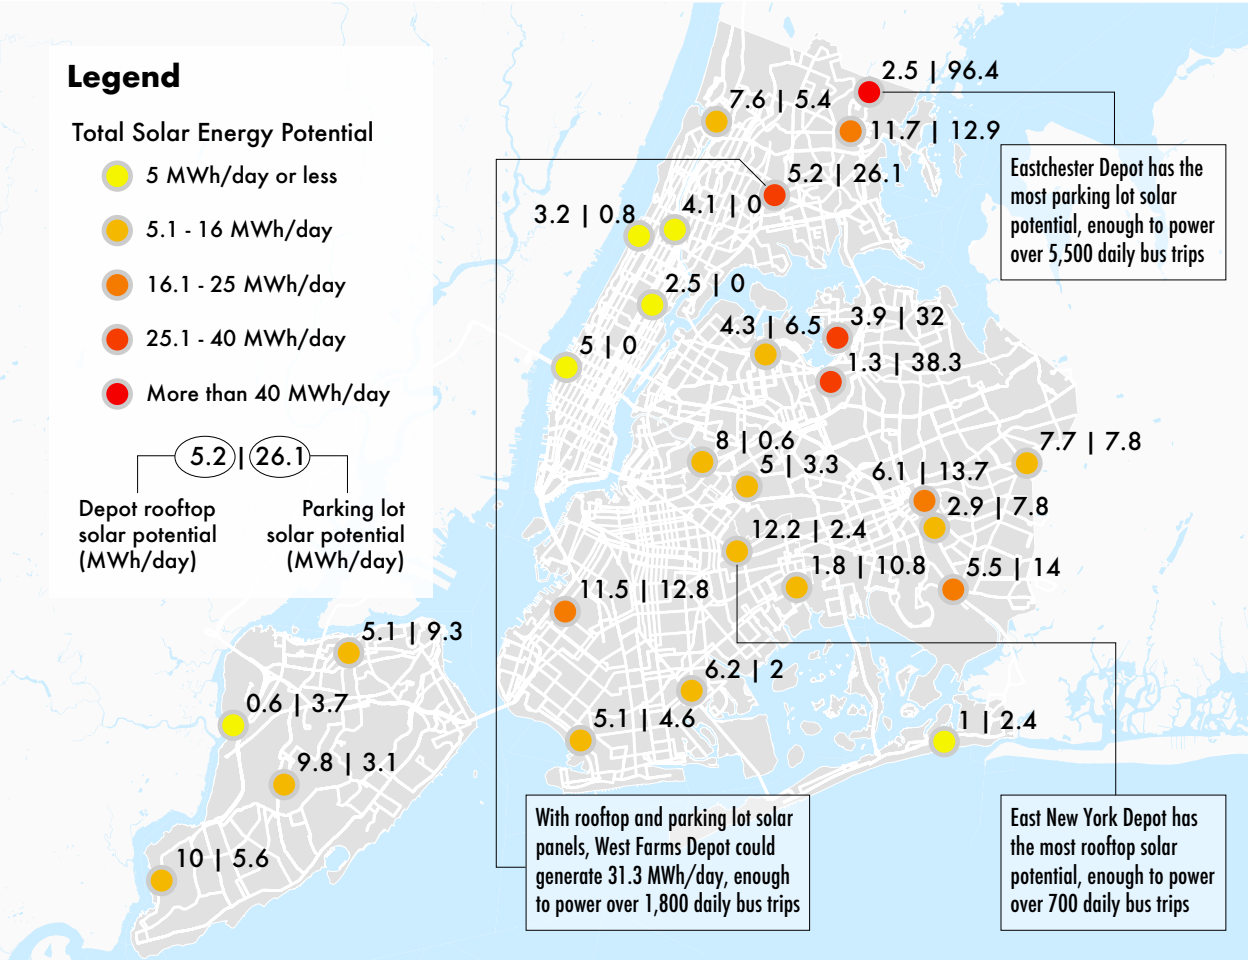 Legend
Total Solar Energy Potential
5 MWh/day or less
5.1 - 16 MWh/day
16.1 - 25 MWh/day
25.1 - 40 MWh/day
More than 40 MWh/day
5.2 | 26.1
Depot rooftop
solar potential
(MWh/day)
Parking lot
solar potential
(MWh/day)
2.5 | 96.4
7.6 | 5.4
11.7 | 12.9
5.2 | 26.1
4.1 | 0
3.2 | 0.8
2.5 | 0
4.3 | 6.5
3.9 | 32
5 | 0
1.3 | 38.3
8 | 0.6
5 | 3.3
7.7 | 7.8
6.1 | 13.7
2.9 | 7.8
12.2 | 2.4
1.8 | 10.8
5.5 | 14
11.5 | 12.8
5.1 | 9.3
6.2 | 2
0.6 | 3.7
5.1 | 4.6
1 | 2.4
9.8 | 3.1
10 | 5.6
Eastchester Depot has the
most parking lot solar
potential, enough to power
over 5,500 daily bus trips
With rooftop and parking lot solar
panels, West Farms Depot could
generate 31.3 MWh/day, enough
to power over 1,800 daily bus trips
East New York Depot has
the most rooftop solar
potential, enough to power
over 700 daily bus trips